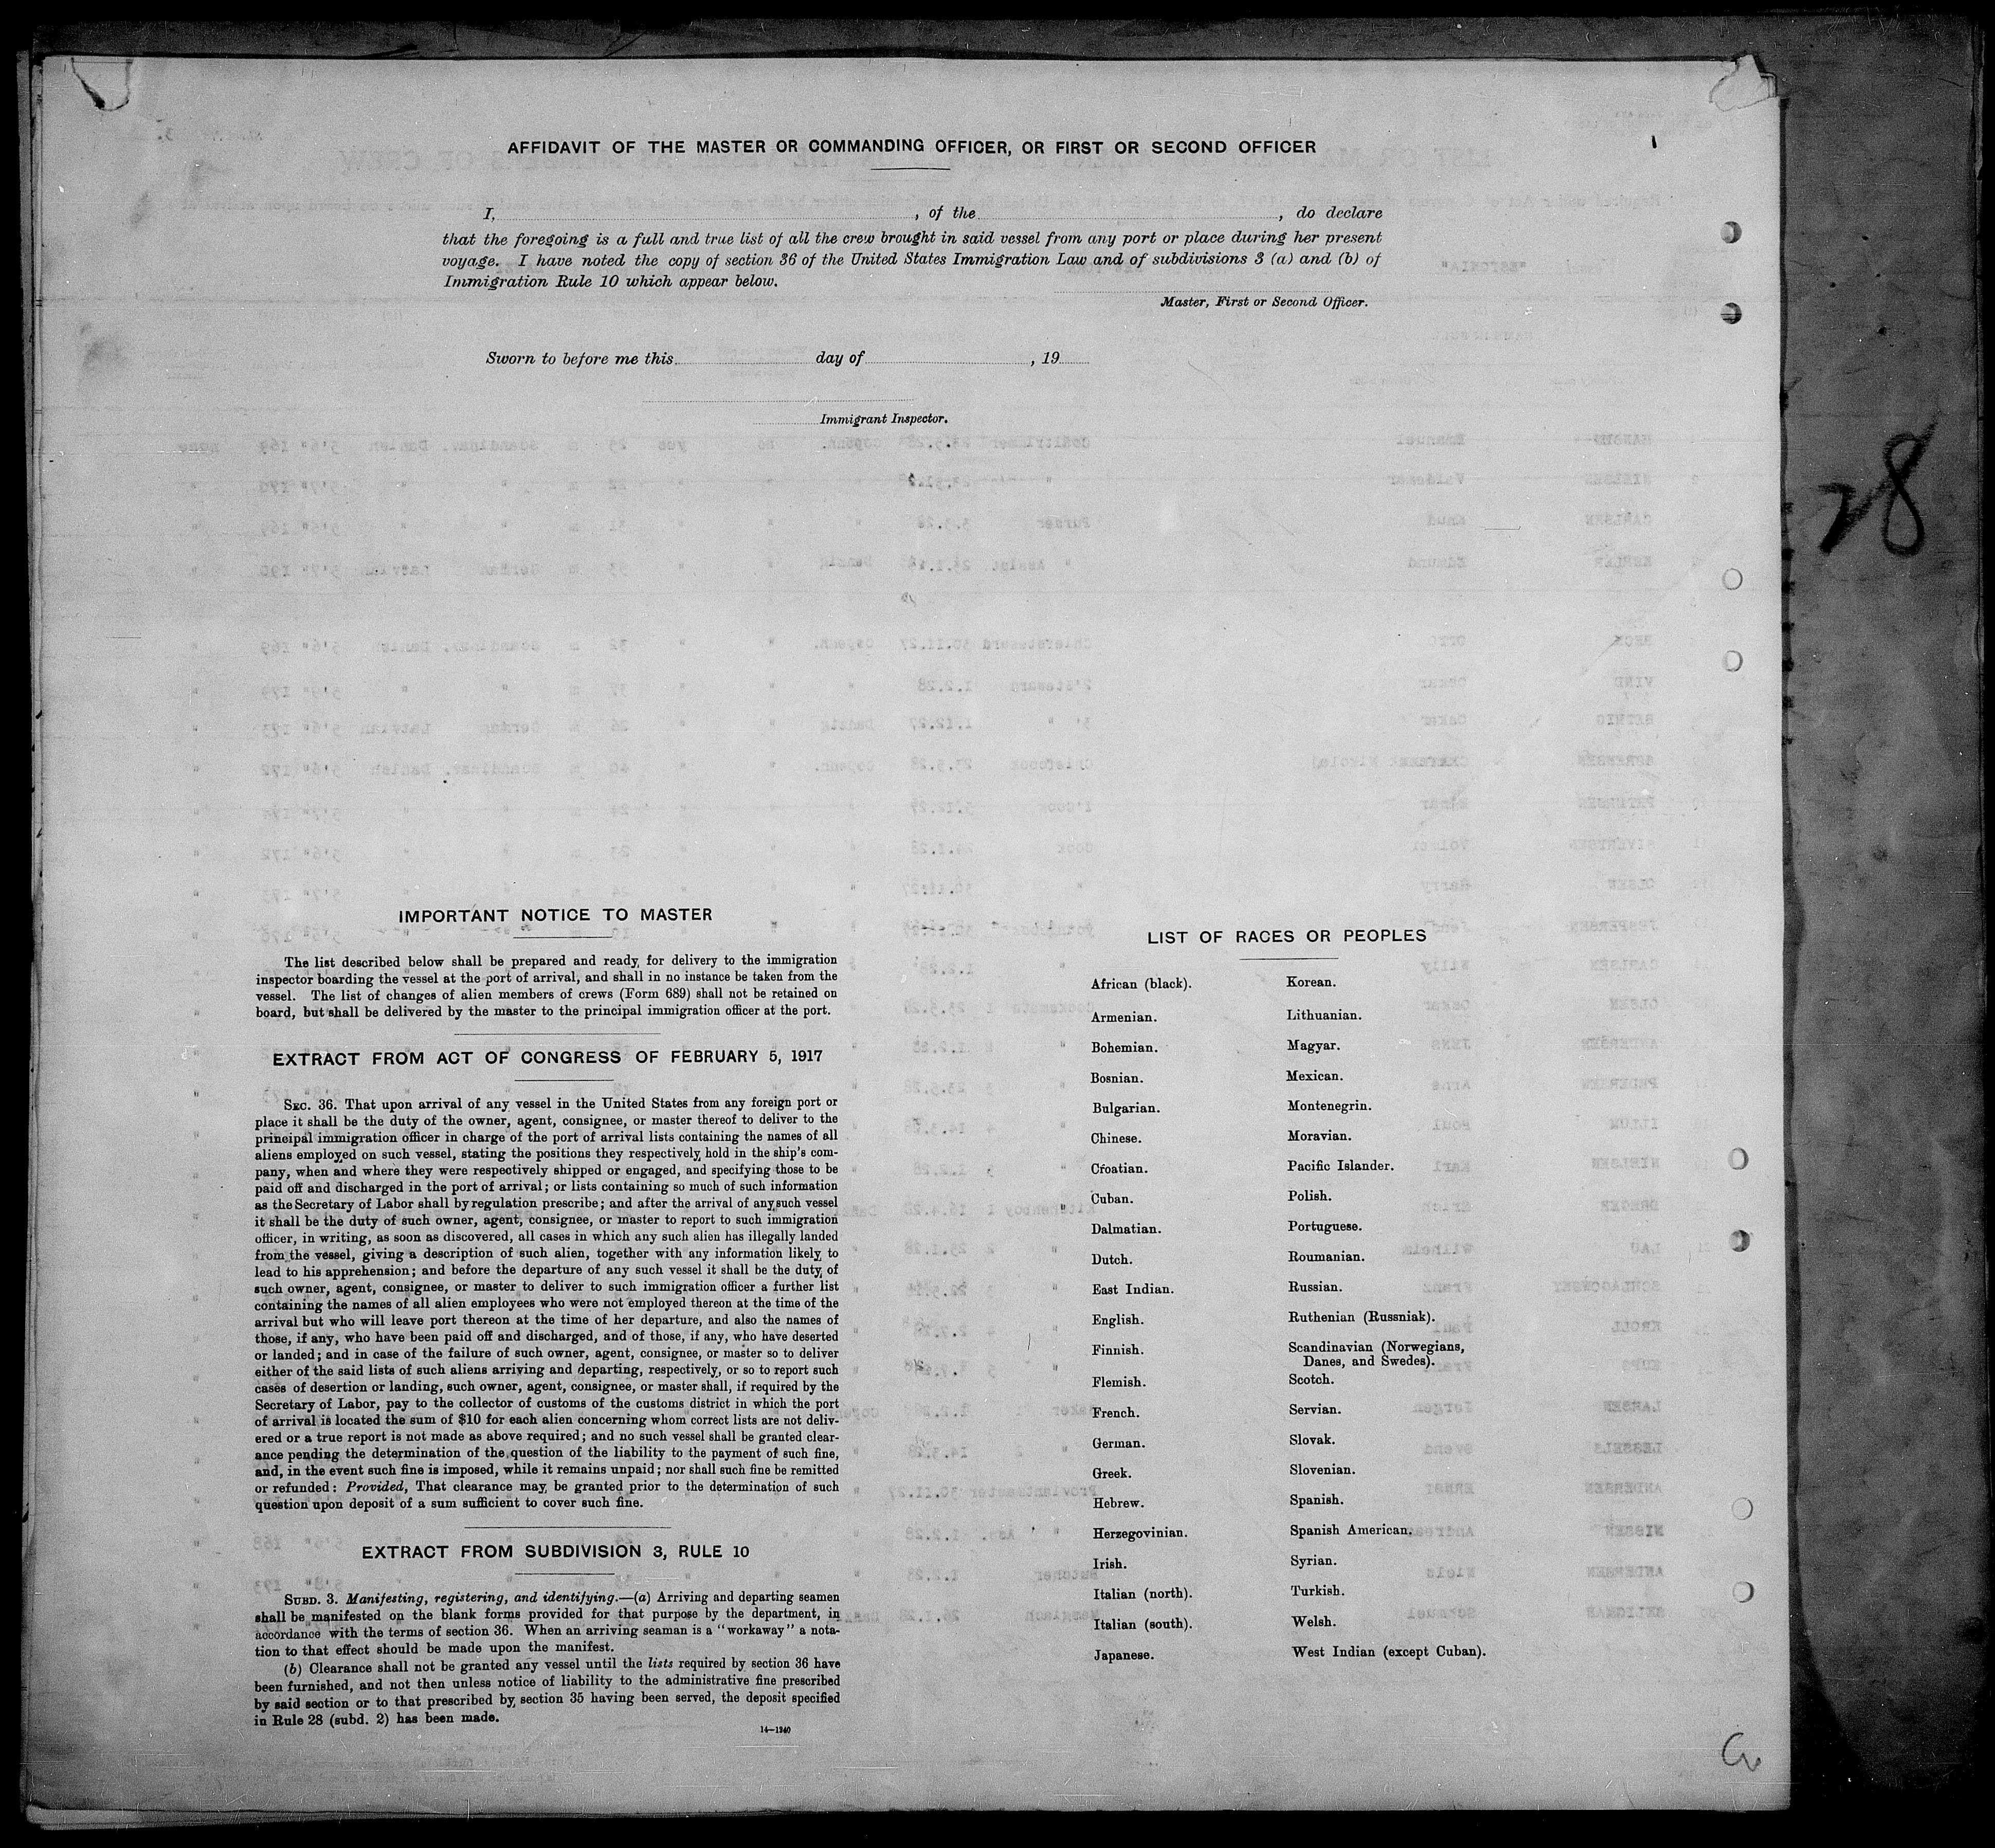 AFFIDAVIT OF THE MASTER OR COMMANDING OFFICER, OR FIRST OR SECOND OFFICER
I, , of the , do declare
that the foregoing is a full and true list of all the crew brought in said vessel from any port or place during her present
voyage. I have noted the copy of section 36 of the United States Immigration Law and of subdivisions 3 (a) and (b) of
Immigration Rule 10 which appear below.
Master, First or Second Officer.
Sworn to before me this day of , 19
Immigrant Inspector.
28
IMPORTANT NOTICE TO MASTER
The list described below shall be prepared and ready for delivery to the immigration
inspector boarding the vessel at the port of arrival, and shall in no instance be taken from the
vessel. The list of changes of alien members of crews (Form 689) shall not be retained on
board, but shall be delivered by the master to the principal immigration officer at the port.
EXTRACT FROM ACT OF CONGRESS OF FEBRUARY 5, 1917
SEC. 36. That upon arrival of any vessel in the United States from any foreign port or
place it shall be the duty of the owner, agent, consignee, or master thereof to deliver to the
principal immigration officer in charge of the port of arrival lists containing the names of all
aliens employed on such vessel, stating the positions they respectively hold in the ship's com-
pany, when and where they were respectively shipped or engaged, and specifying those to be
paid off and discharged in the port of arrival; or lists containing so much of such information
as the Secretary of Labor shall by regulation prescribe; and after the arrival of any such vessel
it shall be the duty of such owner, agent, consignee, or master to report to such immigration
officer, in writing, as soon as discovered, all cases in which any such alien has illegally landed
from the vessel, giving a description of such alien, together with any information likely to
lead to his apprehension; and before the departure of any such vessel it shall be the duty of
such owner, agent, consignee, or master to deliver to such immigration officer a further list
containing the names of all alien employees who were not employed thereon at the time of the
arrival but who will leave port thereon at the time of her departure, and also the names of
those, if any, who have been paid off and discharged, and of those, if any, who have deserted
or landed; and in case of the failure of such owner, agent, consignee, or master so to deliver
either of the said lists of such aliens arriving and departing, respectively, or so to report such
cases of desertion or landing, such owner, agent, consignee, or master shall, if required by the
Secretary of Labor, pay to the collector of customs of the customs district in which the port
of arrival is located the sum of $10 for each alien concerning whom correct lists are not deliv-
ered or a true report is not made as above required; and no such vessel shall be granted clear-
ance pending the determination of the question of the liability to the payment of such fine,
and, in the event such fine is imposed, while it remains unpaid; nor shall such fine be remitted
or refunded: Provided, That clearance may be granted prior to the determination of such
question upon deposit of a sum sufficient to cover such fine.
EXTRACT FROM SUBDIVISION 3, RULE 10
SUBD. 3. Manifesting, registering, and identifying.—(a) Arriving and departing seamen
shall be manifested on the blank forms provided for that purpose by the department, in
accordance with the terms of section 36. When an arriving seaman is a "workaway" a nota-
tion to that effect should be made upon the manifest.
(b) Clearance shall not be granted any vessel until the lists required by section 36 have
been furnished, and not then unless notice of liability to the administrative fine prescribed
by said section or to that prescribed by section 35 having been served, the deposit specified
in Rule 28 (subd. 2) has been made.
14—1240
LIST OF RACES OR PEOPLES
African (black).
Armenian.
Bohemian.
Bosnian.
Bulgarian.
Chinese.
Croatian.
Cuban.
Dalmatian.
Dutch.
East Indian.
English.
Finnish.
Flemish.
French.
German.
Greek.
Hebrew.
Herzegovinian.
Irish.
Italian (north).
Italian (south).
Japanese.
Korean.
Lithuanian.
Magyar.
Mexican.
Montenegrin.
Moravian.
Pacific Islander.
Polish.
Portuguese.
Roumanian.
Russian.
Ruthenian (Russniak).
Scandinavian (Norwegians,
Danes, and Swedes).
Scotch.
Servian.
Slovak.
Slovenian.
Spanish.
Spanish American.
Syrian.
Turkish.
Welsh.
West Indian (except Cuban).